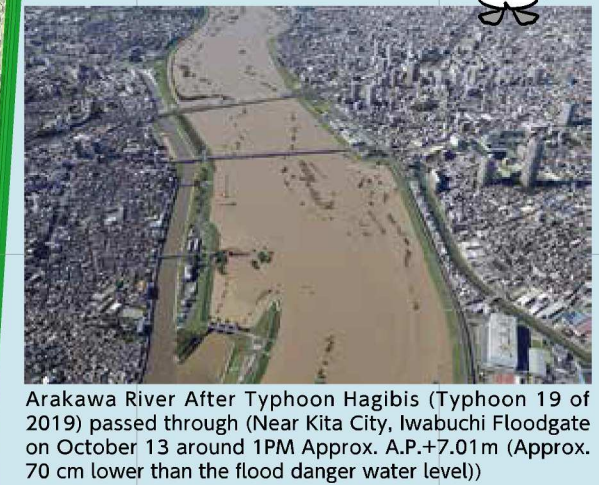 Arakawa River After Typhoon Hagibis (Typhoon 19 of
2019) passed through (Near Kita City, Iwabuchi Floodgate
on October 13 around 1PM Approx. A.P.+7.01m (Approx.
70 cm lower than the flood danger water level))